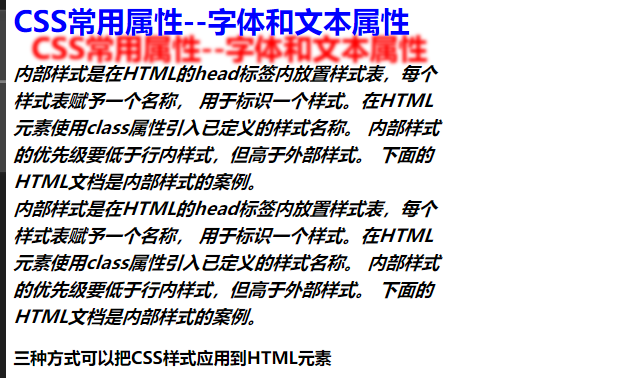 CSS常用属性--字体和文本属性
CSS常用属性--字体和文本属性
内部样式是在HTML的head标签内放置样式表，每个
样式表赋予一个名称， 用于标识一个样式。在HTML
元素使用class属性引入已定义的样式名称。 内部样式
的优先级要低于行内样式，但高于外部样式。 下面的
HTML文档是内部样式的案例。
内部样式是在HTML的head标签内放置样式表，每个
样式表赋予一个名称， 用于标识一个样式。在HTML
元素使用class属性引入已定义的样式名称。 内部样式
的优先级要低于行内样式，但高于外部样式。 下面的
HTML文档是内部样式的案例。
三种方式可以把CSS样式应用到HTML元素